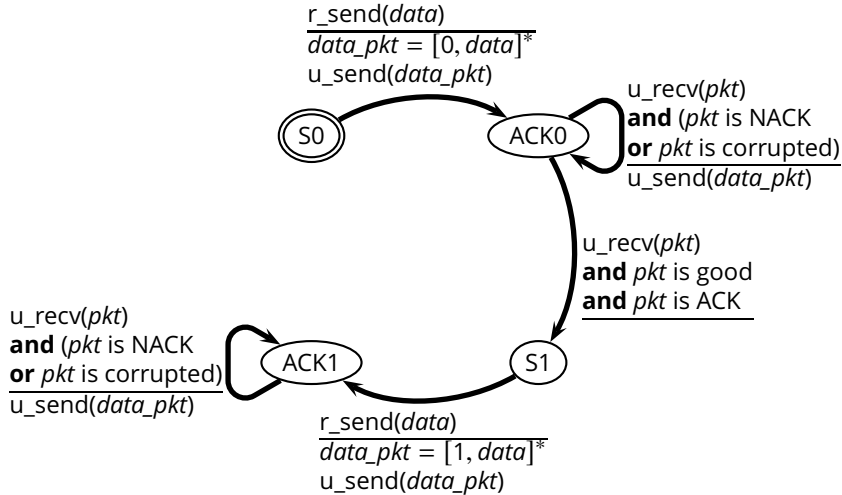 r_send(data)
data_pkt = [0, data]*
u_send(data_pkt)
S0
ACK0
u_recv(pkt)
and (pkt is NACK
or pkt is corrupted)
u_send(data_pkt)
u_recv(pkt)
and pkt is good
and pkt is ACK
u_recv(pkt)
and (pkt is NACK
or pkt is corrupted)
u_send(data_pkt)
ACK1
S1
r_send(data)
data_pkt = [1, data]*
u_send(data_pkt)